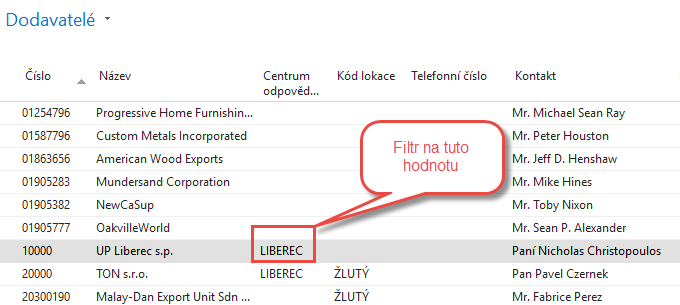 Dodavatelé
Číslo Název Centrum odpověd... Kód lokace Telefonní číslo Kontakt
01254796 Progressive Home Furnishin... Mr. Michael Sean Ray
01587796 Custom Metals Incorporated Mr. Peter Houston
01863656 American Wood Exports Mr. Jeff D. Henshaw
01905283 Mundersand Corporation Mr. Mike Hines
01905382 NewCaSup Mr. Toby Nixon
01905777 OakvilleWorld Mr. Sean P. Alexander
10000 UP Liberec s.p. LIBEREC Paní Nicholas Christopoulos
20000 TON s.r.o. LIBEREC ŽLUTÝ Pan Pavel Czernek
20300190 Malay-Dan Export Unit Sdn ... ŽLUTÝ Mr. Fabrice Perez
Filtr na tuto
hodnotu